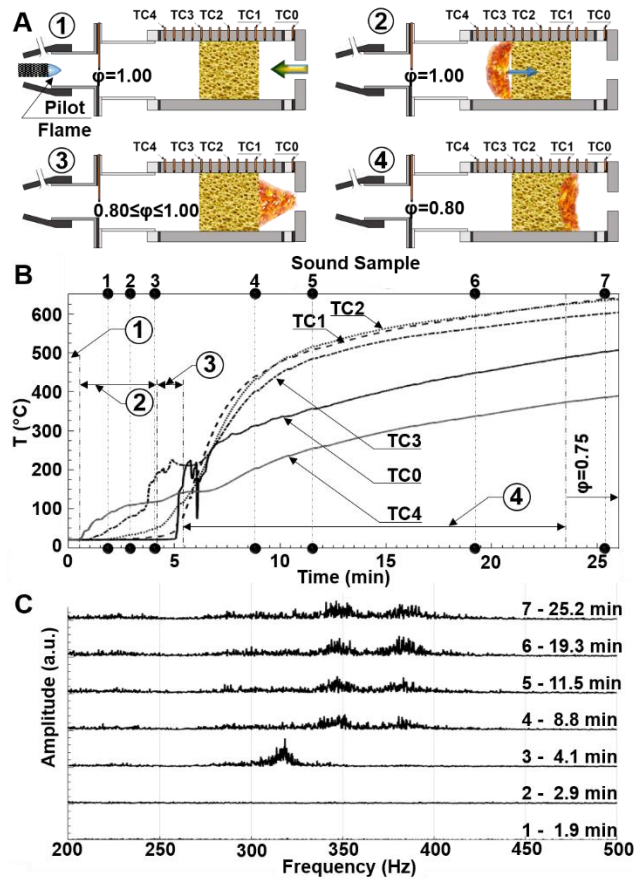 A
1
TC4 TC3 TC2 TC1 TC0
φ=1.00
Pilot
Flame
2
TC4 TC3 TC2 TC1 TC0
φ=1.00
3
TC4 TC3 TC2 TC1 TC0
0.80≤φ≤1.00
4
TC4 TC3 TC2 TC1 TC0
φ=0.80
B
Sound Sample
1 2 3 4 5 6 7
T (°C)
600
500
400
300
200
100
0
1
2
3
4
TC2
TC1
TC3
TC0
TC4
φ=0.75
0 5 10 15 20 25
Time (min)
C
Amplitude (a.u.)
7 - 25.2 min
6 - 19.3 min
5 - 11.5 min
4 - 8.8 min
3 - 4.1 min
2 - 2.9 min
1 - 1.9 min
200 250 300 350 400 450 500
Frequency (Hz)